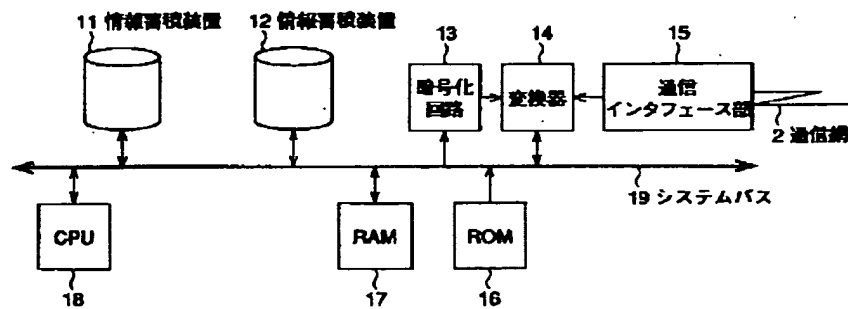 11 情報蓄積装置
12 情報蓄積装置
13
14
15
暗号化
回路
変換器
通信
インタフェース部
2 通信網
19 システムバス
CPU
RAM
ROM
18
17
16